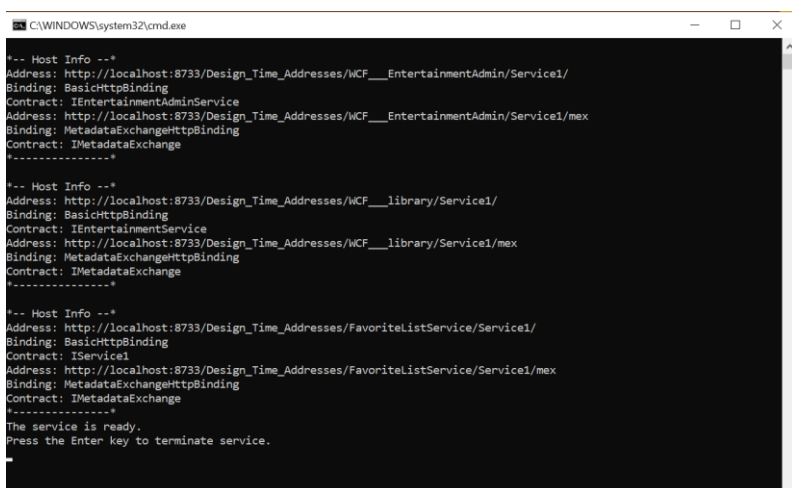 C:\WINDOWS\system32\cmd.exe
*-- Host Info --*
Address: http://localhost:8733/Design_Time_Addresses/WCF___EntertainmentAdmin/Service1/
Binding: BasicHttpBinding
Contract: IEntertainmentAdminService
Address: http://localhost:8733/Design_Time_Addresses/WCF___EntertainmentAdmin/Service1/mex
Binding: MetadataExchangeHttpBinding
Contract: IMetadataExchange
*---------------*
*-- Host Info --*
Address: http://localhost:8733/Design_Time_Addresses/WCF___library/Service1/
Binding: BasicHttpBinding
Contract: IEntertainmentService
Address: http://localhost:8733/Design_Time_Addresses/WCF___library/Service1/mex
Binding: MetadataExchangeHttpBinding
Contract: IMetadataExchange
*---------------*
*-- Host Info --*
Address: http://localhost:8733/Design_Time_Addresses/FavoriteListService/Service1/
Binding: BasicHttpBinding
Contract: IService1
Address: http://localhost:8733/Design_Time_Addresses/FavoriteListService/Service1/mex
Binding: MetadataExchangeHttpBinding
Contract: IMetadataExchange
*---------------*
The service is ready.
Press the Enter key to terminate service.